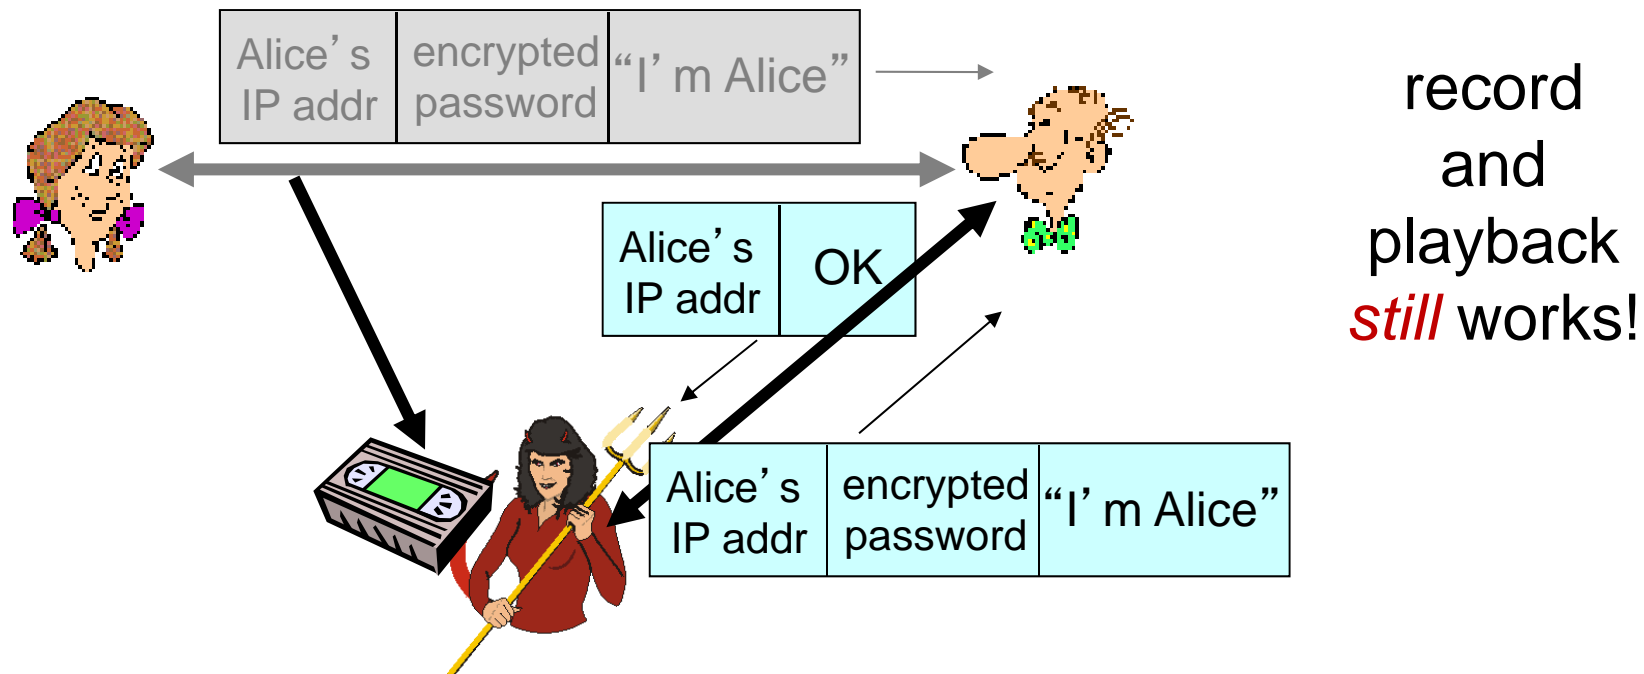 Alice’s
IP addr
encrypted
password
“I’m Alice”
record
and
playback
still works!
Alice’s
IP addr
OK
Alice’s
IP addr
encrypted
password
“I’m Alice”